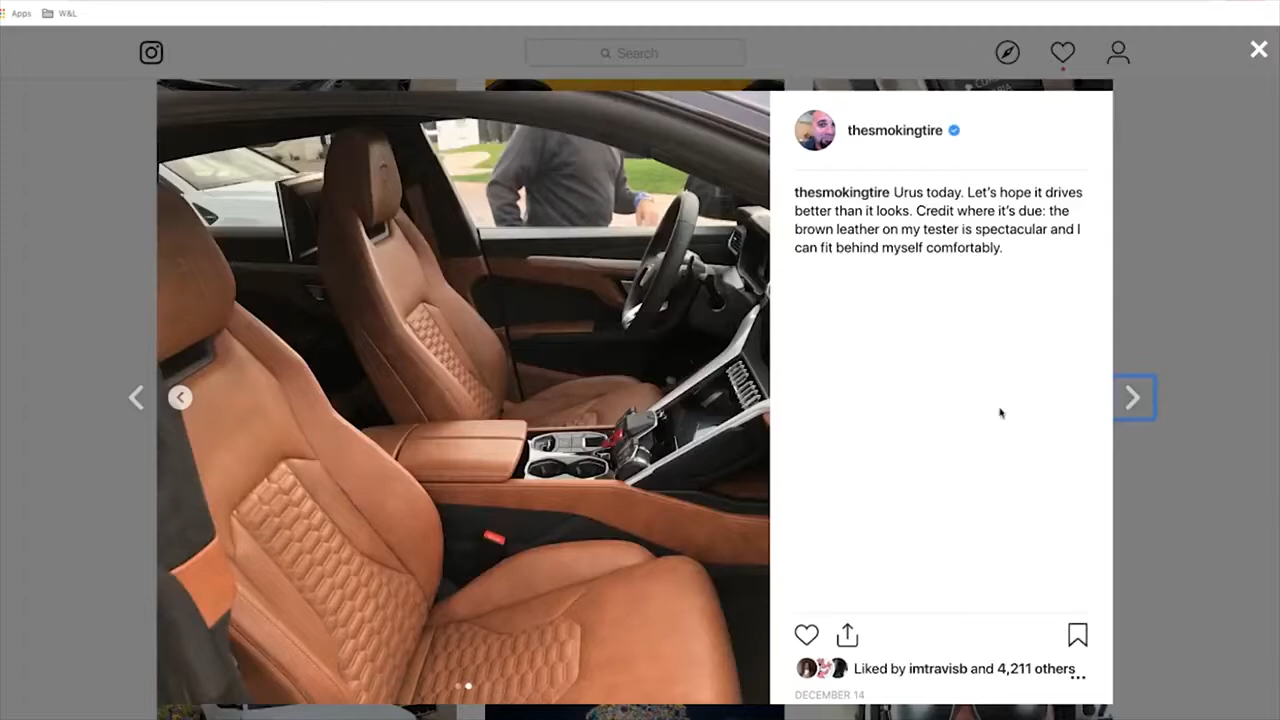 Apps W&L
Search
thesmokingtire
thesmokingtire Urus today. Let's hope it drives
better than it looks. Credit where it's due: the
brown leather on my tester is spectacular and I
can fit behind myself comfortably.
Liked by imtravisb and 4,211 others
DECEMBER 14